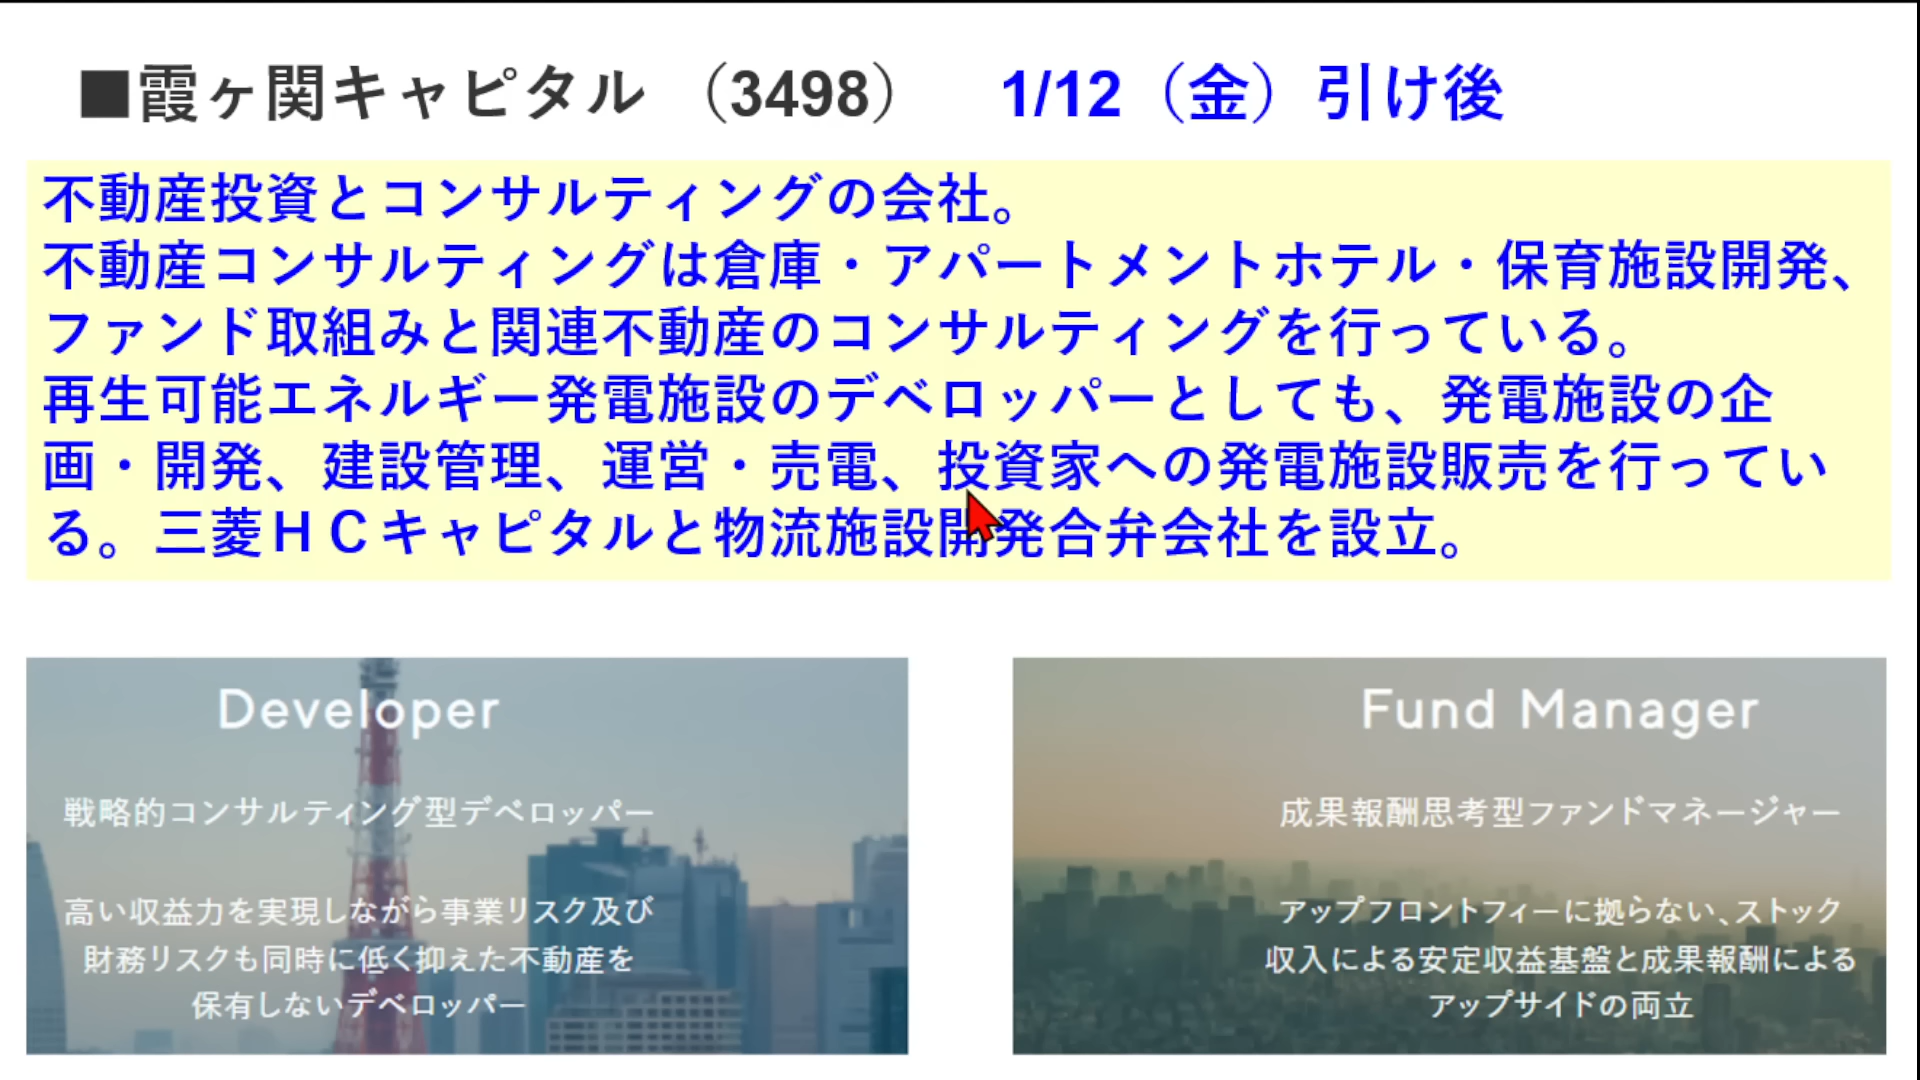 ■霞ヶ関キャピタル （3498） 1/12（金）引け後
不動産投資とコンサルティングの会社。
不動産コンサルティングは倉庫・アパートメントホテル・保育施設開発、
ファンド取組みと関連不動産のコンサルティングを行っている。
再生可能エネルギー発電施設のデベロッパーとしても、発電施設の企
画・開発、建設管理、運営・売電、投資家への発電施設販売を行ってい
る。三菱ＨＣキャピタルと物流施設開発合弁会社を設立。
Developer
戦略的コンサルティング型デベロッパー
高い収益力を実現しながら事業リスク及び
財務リスクも同時に低く抑えた不動産を
保有しないデベロッパー
Fund Manager
成果報酬思考型ファンドマネージャー
アップフロントフィーに拠らない、ストック
収入による安定収益基盤と成果報酬による
アップサイドの両立